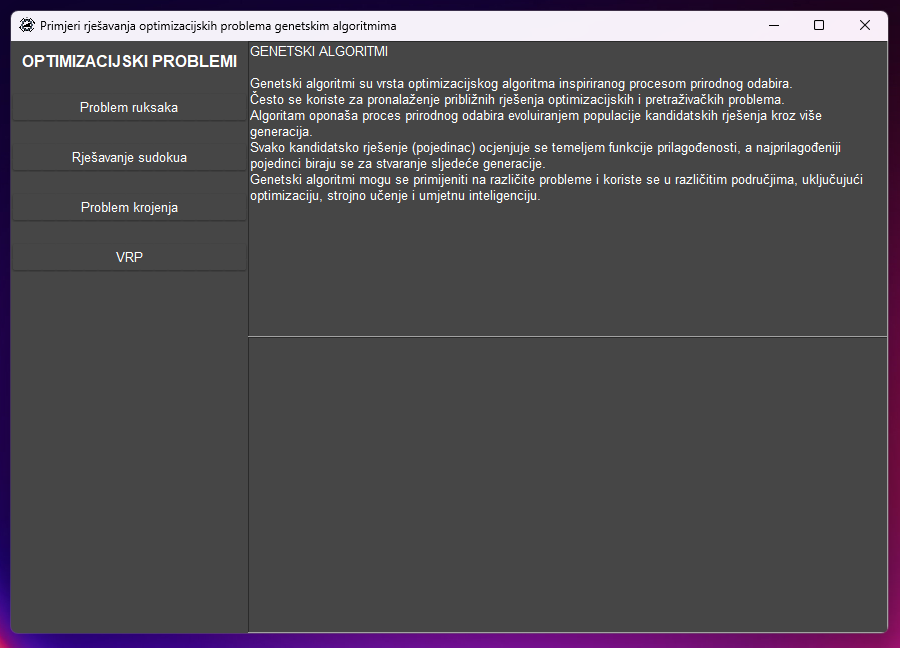 Primjeri rješavanja optimizacijskih problema genetskim algoritmima
OPTIMIZACIJSKI PROBLEMI
Problem ruksaka
Rješavanje sudokua
Problem krojenja
VRP
GENETSKI ALGORITMI
Genetski algoritmi su vrsta optimizacijskog algoritma inspiriranog procesom prirodnog odabira.
Često se koriste za pronalaženje približnih rješenja optimizacijskih i pretraživačkih problema.
Algoritam oponaša proces prirodnog odabira evoluiranjem populacije kandidatskih rješenja kroz više
generacija.
Svako kandidatsko rješenje (pojedinac) ocjenjuje se temeljem funkcije prilagođenosti, a najprilagođeniji
pojedinci biraju se za stvaranje sljedeće generacije.
Genetski algoritmi mogu se primijeniti na različite probleme i koriste se u različitim područjima, uključujući
optimizaciju, strojno učenje i umjetnu inteligenciju.